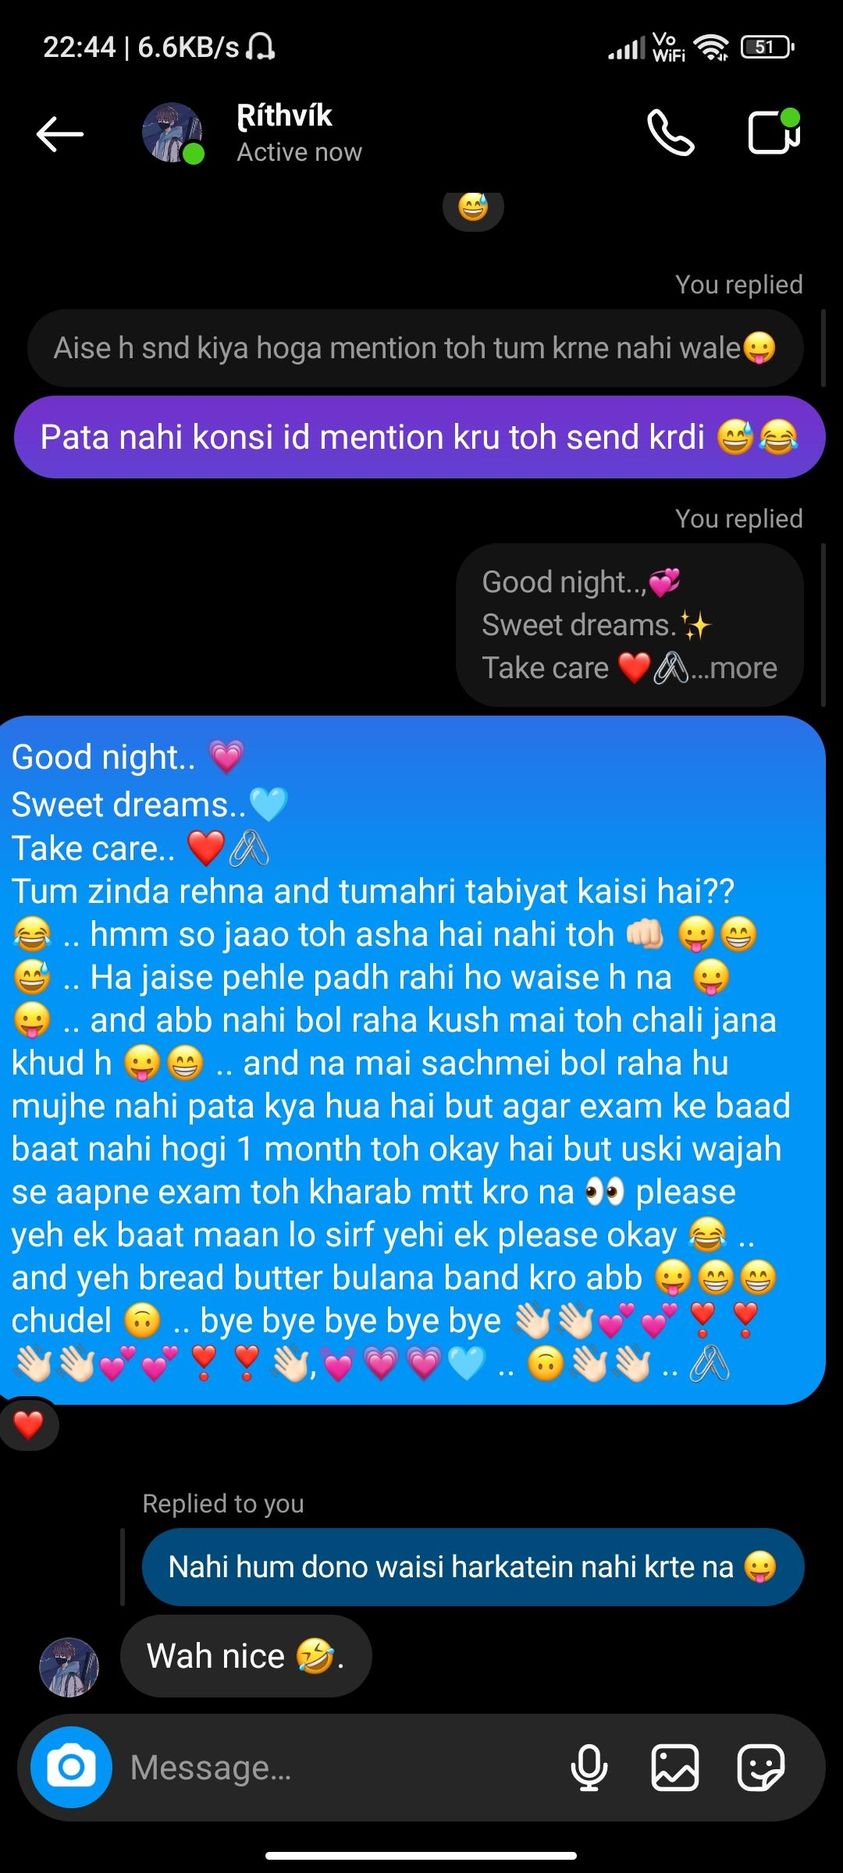 22:44 | 6.6KB/s
Vo WiFi 51
Ɽíthvík
Active now
😅
You replied
Aise h snd kiya hoga mention toh tum krne nahi wale😛
Pata nahi konsi id mention kru toh send krdi 😅😂
You replied
Good night..,💞
Sweet dreams.✨
Take care ❤️🖇️...more
Good night.. 💗
Sweet dreams..🩵
Take care.. ❤️🖇️
Tum zinda rehna and tumahri tabiyat kaisi hai??
😂 .. hmm so jaao toh asha hai nahi toh 👊🏻 😛😁
😅 .. Ha jaise pehle padh rahi ho waise h na 😛
😛 .. and abb nahi bol raha kush mai toh chali jana
khud h 😛😁 .. and na mai sachmei bol raha hu
mujhe nahi pata kya hua hai but agar exam ke baad
baat nahi hogi 1 month toh okay hai but uski wajah
se aapne exam toh kharab mtt kro na 👀 please
yeh ek baat maan lo sirf yehi ek please okay 😂 ..
and yeh bread butter bulana band kro abb 😛😁😁
chudel 🙃 .. bye bye bye bye bye 👋🏻👋🏻💕💕❣️❣️
👋🏻👋🏻💕💕❣️❣️👋🏻,💓💗💗🩵 .. 🙃👋🏻👋🏻 .. 🖇️
❤️
Replied to you
Nahi hum dono waisi harkatein nahi krte na 😛
Wah nice 🤣.
Message...